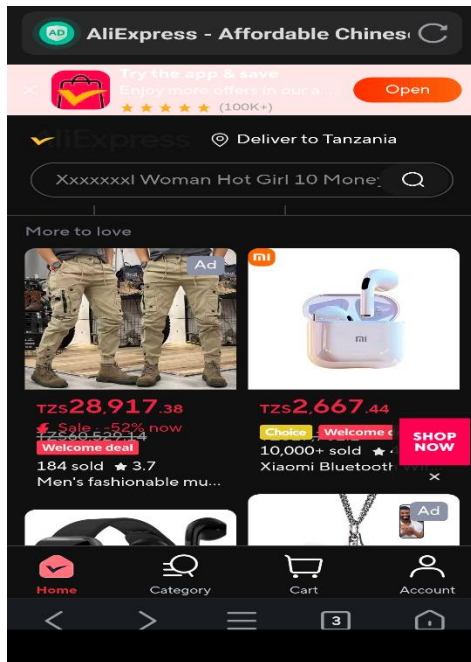 AD
AliExpress - Affordable Chines
Try the app & save
Enjoy more offers in our a...
Open
(100K+)
AliExpress
Deliver to Tanzania
Xxxxxxxl Woman Hot Girl 10 Mone
More to love
Ad
TZS28,917.38
Sale -52% now
TZS60,529.14
Welcome deal
184 sold ★ 3.7
Men's fashionable mu...
mi
mi
TZS2,667.44
Choice Welcome
10,000+ sold ★
Xiaomi Bluetooth
SHOP
NOW
Ad
Home
Category
Cart
Account
3